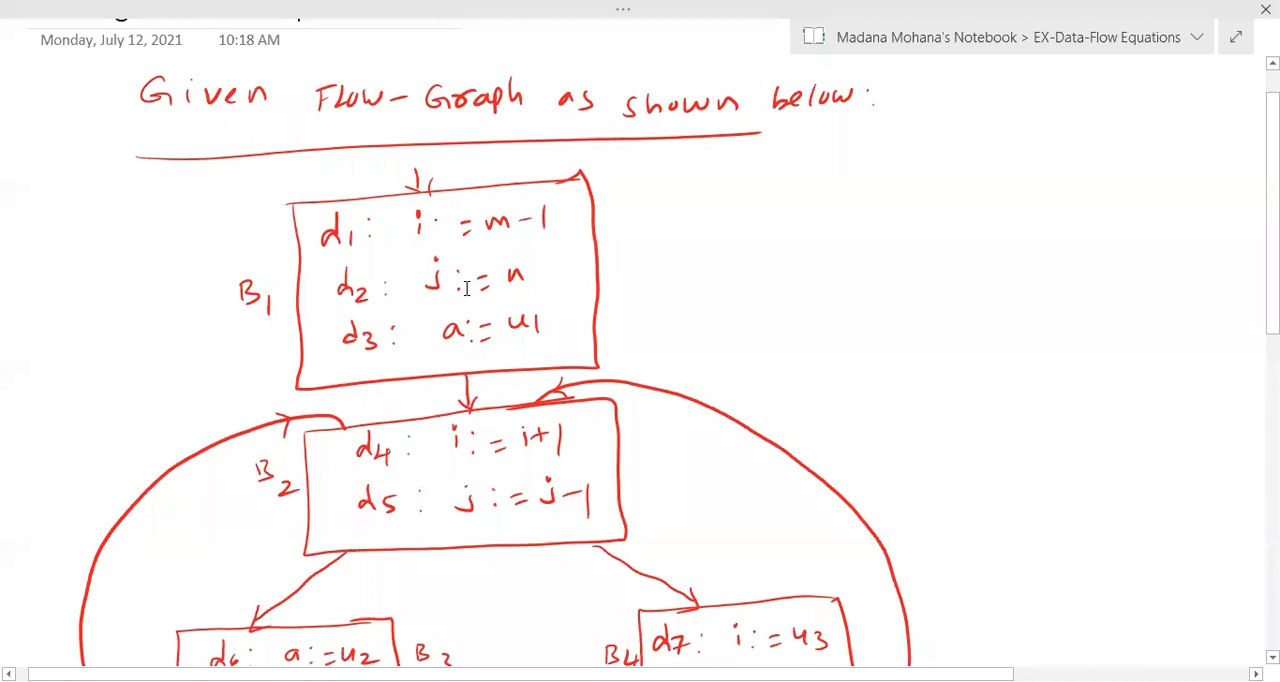 Monday, July 12, 2021 10:18 AM
Madana Mohana's Notebook > EX-Data-Flow Equations
Given Flow-Graph as shown below:
d1: i := m-1
d2: j := n
d3: a := u1
B1
d4: i := i+1
d5: j := j-1
B2
d6: a := u2
B3
d7: i := u3
B4